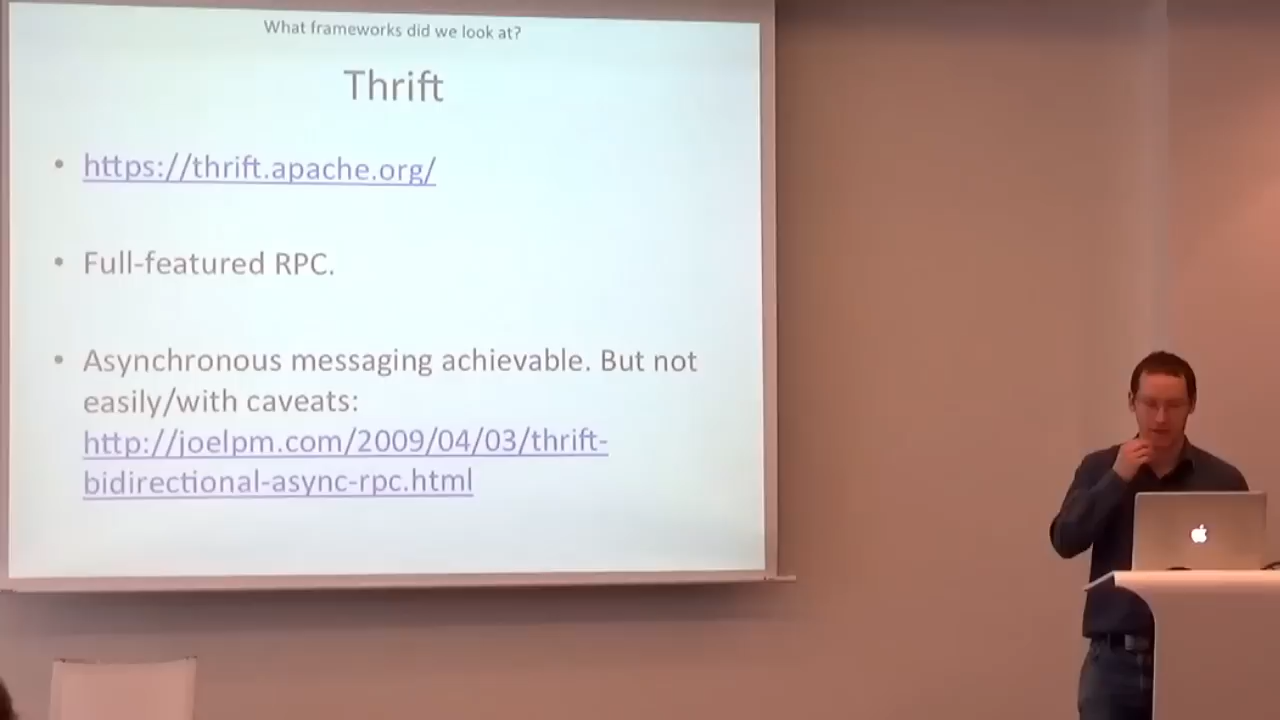 What frameworks did we look at?
Thrift
• https://thrift.apache.org/
• Full-featured RPC.
• Asynchronous messaging achievable. But not
easily/with caveats:
http://joelpm.com/2009/04/03/thrift-
bidirectional-async-rpc.html